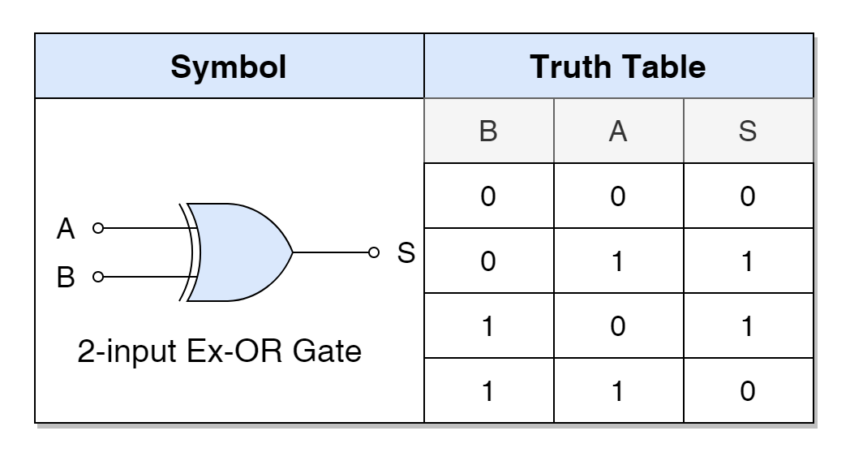 Symbol Truth Table
B A S
0 0 0
A
S
0 1 1
B
1 0 1
2-input Ex-OR Gate
1 1 0